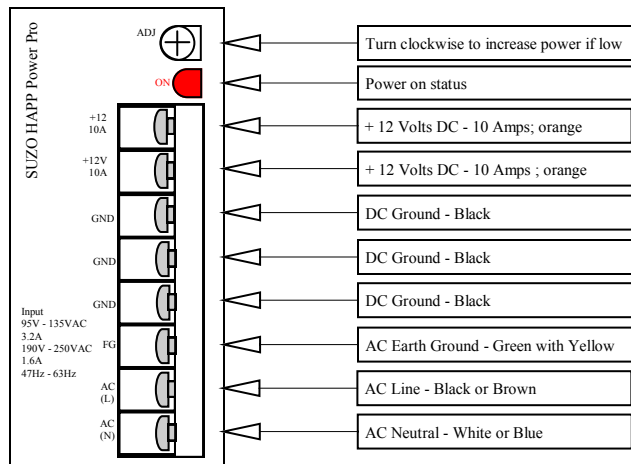 SUZO HAPP Power Pro
ADJ
Turn clockwise to increase power if low
ON
Power on status
+12
10A
+ 12 Volts DC - 10 Amps; orange
+12V
10A
+ 12 Volts DC - 10 Amps ; orange
GND
DC Ground - Black
GND
DC Ground - Black
GND
DC Ground - Black
Input
95V - 135VAC
3.2A
190V - 250VAC
1.6A
47Hz - 63Hz
FG
AC Earth Ground - Green with Yellow
AC
(L)
AC Line - Black or Brown
AC
(N)
AC Neutral - White or Blue